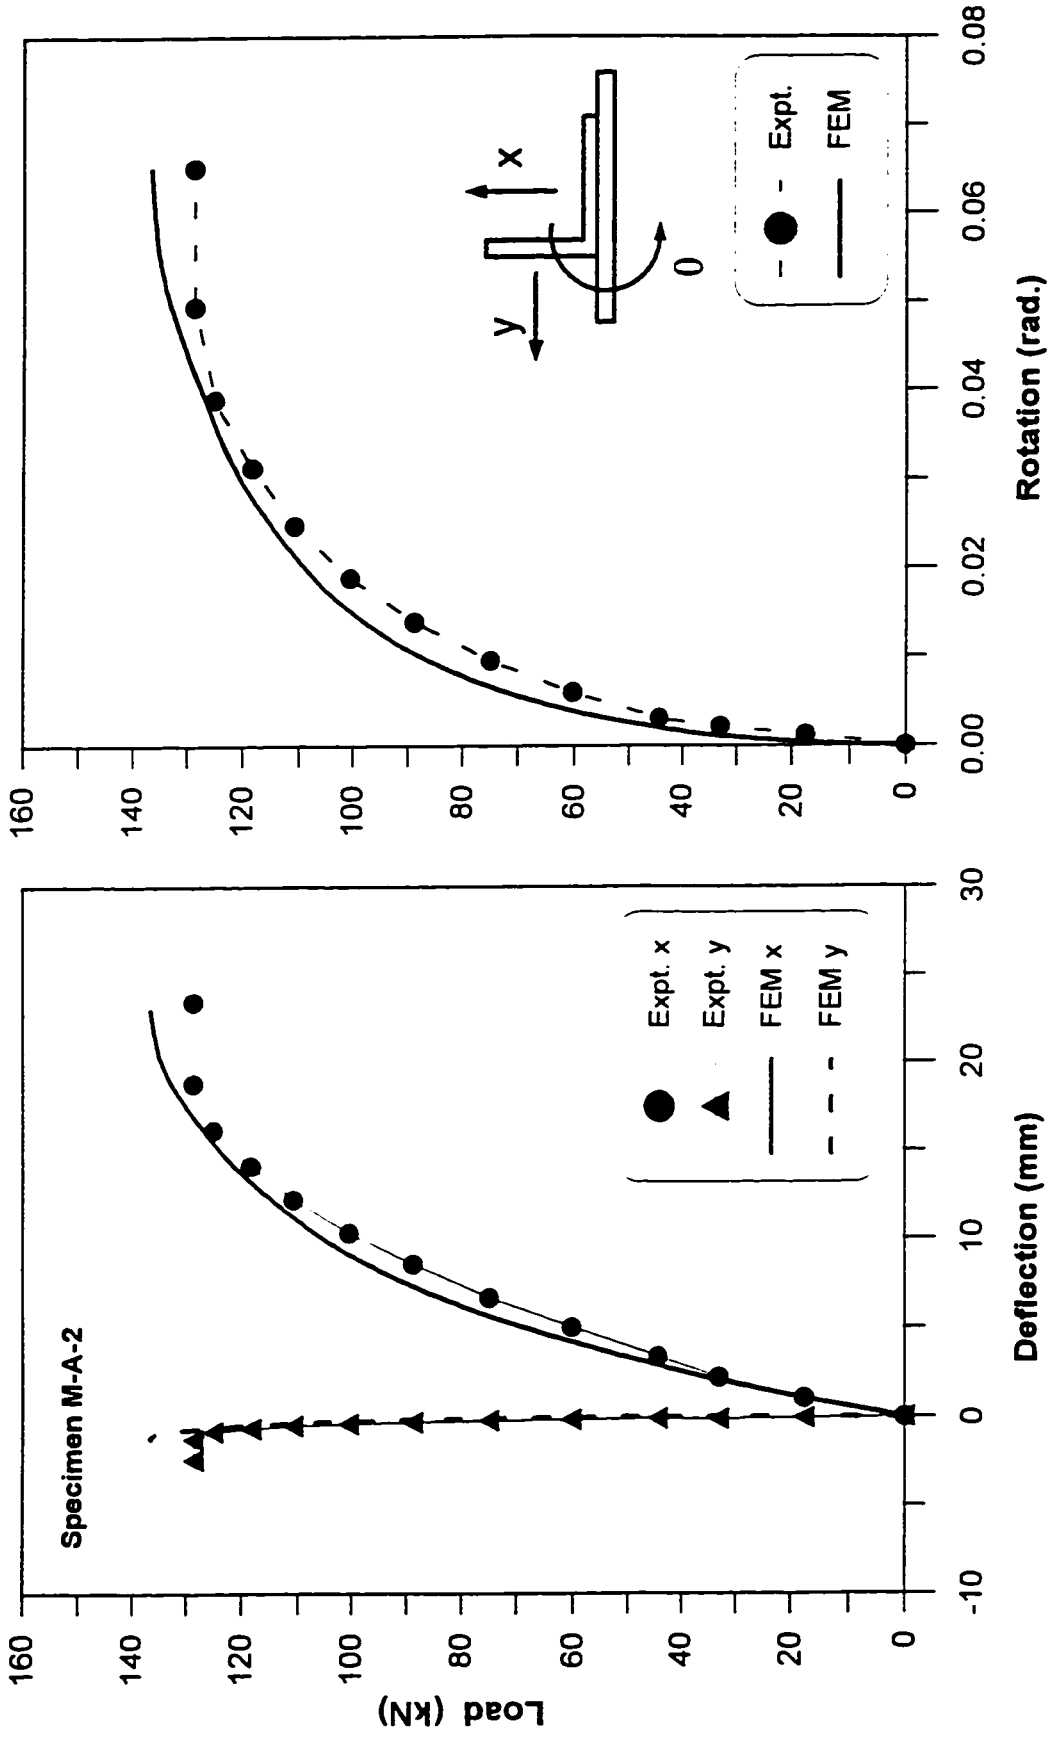 Specimen M-A-2
Load (kN)
160
140
120
100
80
60
40
20
0
-10
0
10
20
30
Deflection (mm)
Expt. x
Expt. y
FEM x
FEM y
160
140
120
100
80
60
40
20
0
0.00
0.02
0.04
0.06
0.08
Rotation (rad.)
y
x
θ
Expt.
FEM